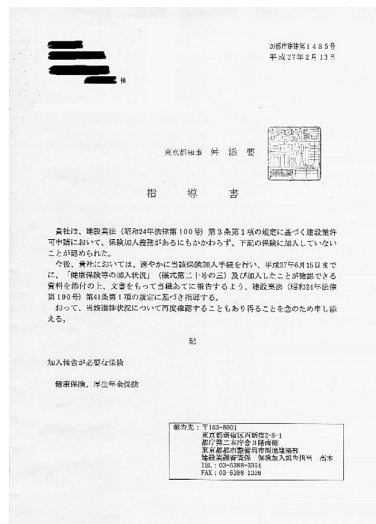 26都市建建第1485号
平成27年2月13日
様
東京都知事 舛添要
指導書
貴社は、建設業法（昭和24年法律第100号）第3条第1項の規定に基づく建設業許
可申請において、保険加入義務があるにもかかわらず、下記の保険に加入していない
ことが認められた。
今後、貴社においては、速やかに当該保険加入手続を行い、平成27年6月15日まで
に、「健康保険等の加入状況」（様式第二十号の三）及び加入したことが確認できる
資料を添付の上、文書をもって当職あてに報告するよう、建設業法（昭和24年法律
第100号）第41条第1項の規定に基づき指導する。
おって、当該進捗状況について再度確認することもあり得ることを念のため申し添
える。
記
加入報告が必要な保険
健康保険、厚生年金保険
報告先：〒163-8001
東京都新宿区西新宿2-8-1
都庁第二本庁舎3階南側
東京都都市整備局市街地建築部
建設業課審査係 保険加入報告担当
TEL：03-5388-3354
FAX：03-5388-1356